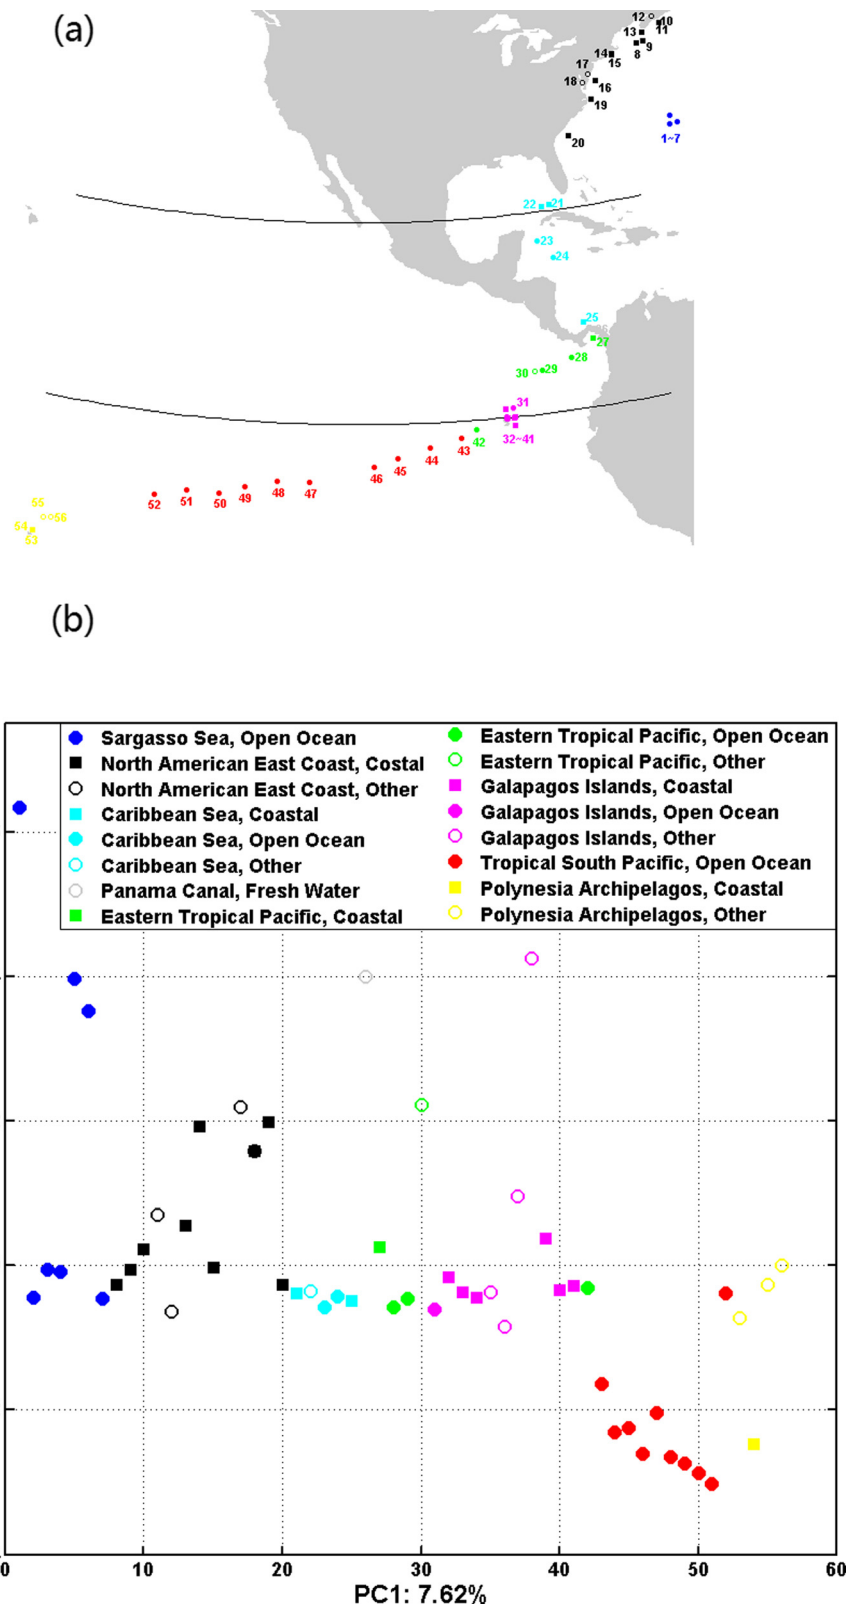 (a)
12
10
11
13
9
8
14
15
17
18
16
19
1~7
20
22
21
23
24
25
26
27
28
30
29
31
32~41
42
43
44
45
46
47
48
49
50
51
52
55
56
54
53
(b)
Sargasso Sea, Open Ocean
North American East Coast, Costal
North American East Coast, Other
Caribbean Sea, Coastal
Caribbean Sea, Open Ocean
Caribbean Sea, Other
Panama Canal, Fresh Water
Eastern Tropical Pacific, Coastal
Eastern Tropical Pacific, Open Ocean
Eastern Tropical Pacific, Other
Galapagos Islands, Coastal
Galapagos Islands, Open Ocean
Galapagos Islands, Other
Tropical South Pacific, Open Ocean
Polynesia Archipelagos, Coastal
Polynesia Archipelagos, Other
0 10 20 30 40 50 60
PC1: 7.62%